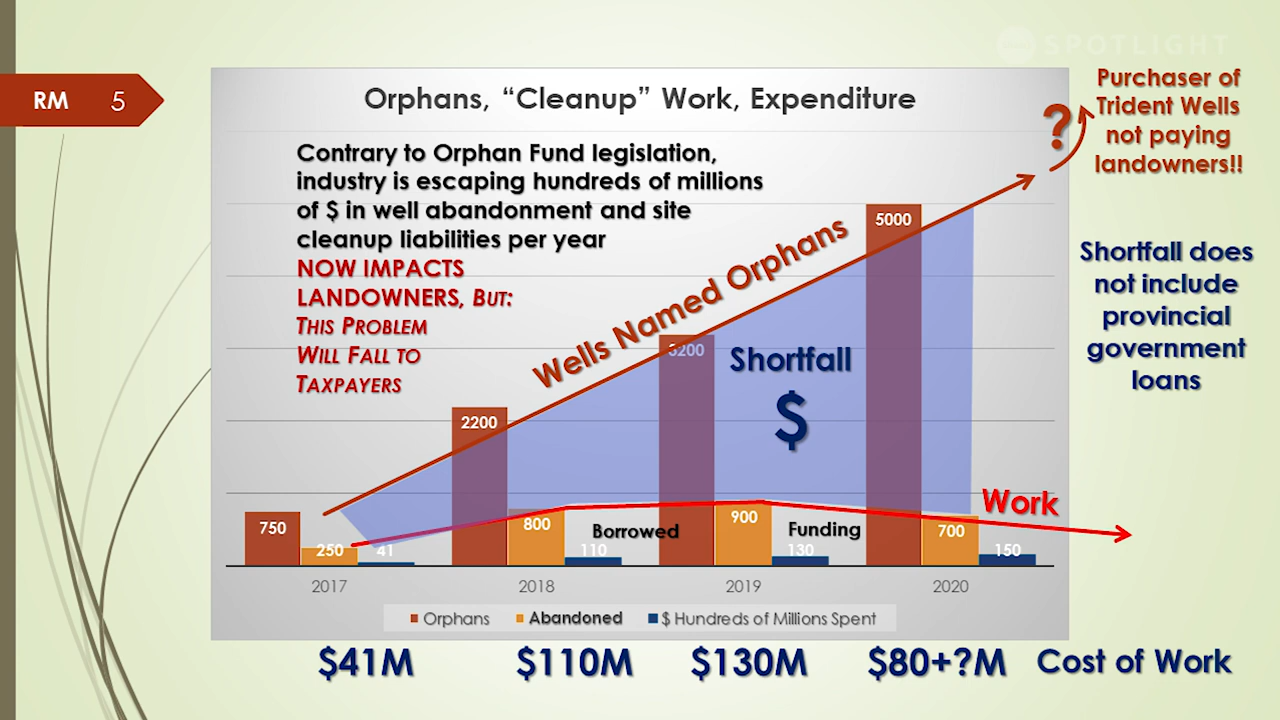 SPOTLIGHT
RM 5
Orphans, “Cleanup” Work, Expenditure
Contrary to Orphan Fund legislation,
industry is escaping hundreds of millions
of $ in well abandonment and site
cleanup liabilities per year
NOW IMPACTS
LANDOWNERS, BUT:
THIS PROBLEM
WILL FALL TO
TAXPAYERS
?
Purchaser of
Trident Wells
not paying
landowners!!
Shortfall does
not include
provincial
government
loans
Wells Named Orphans
Shortfall
$
Work
Borrowed
Funding
750
250
41
2200
800
110
3200
900
130
5000
700
150
2017 2018 2019 2020
Orphans Abandoned $ Hundreds of Millions Spent
$41M $110M $130M $80+?M Cost of Work